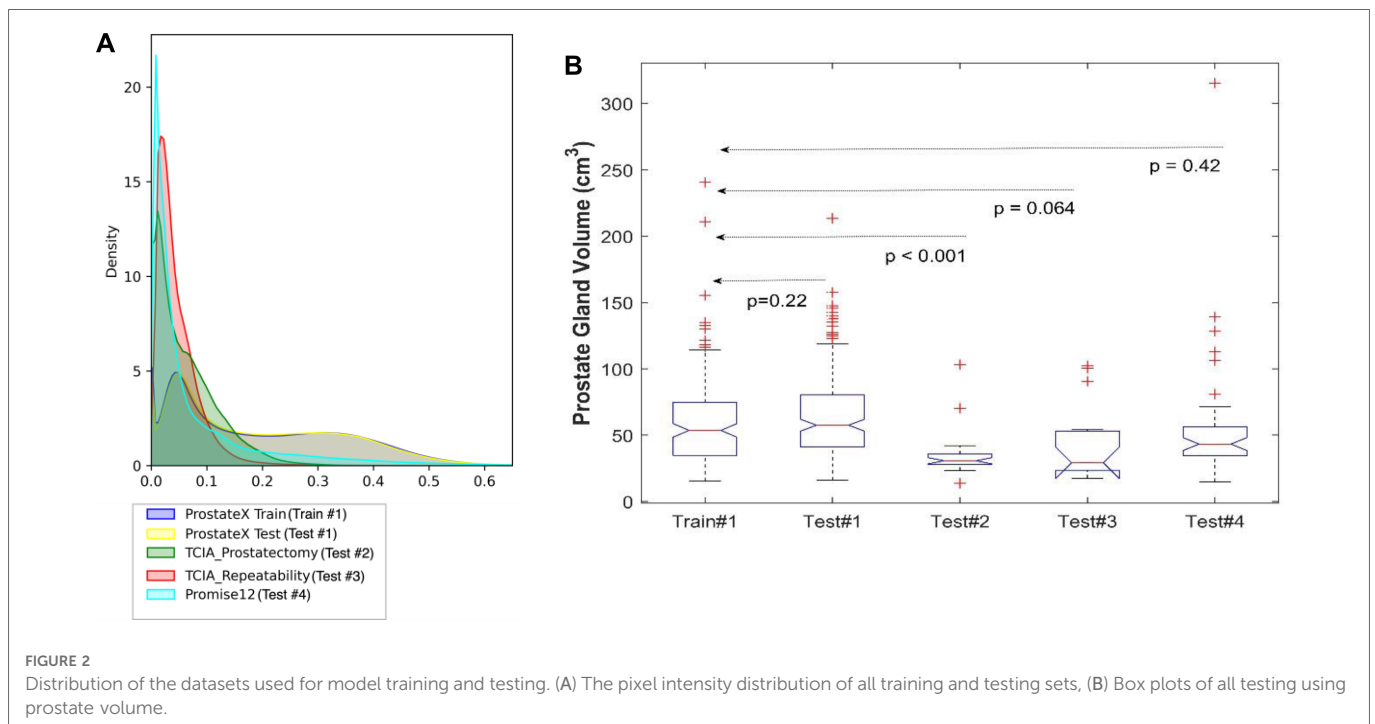 A
Density
20
15
10
5
0
0.0 0.1 0.2 0.3 0.4 0.5 0.6
ProstateX Train (Train #1)
ProstateX Test (Test #1)
TCIA_Prostatectomy (Test #2)
TCIA_Repeatability (Test #3)
Promise12 (Test #4)
B
Prostate Gland Volume (cm³)
300
250
200
150
100
50
0
p = 0.42
p = 0.064
p < 0.001
p=0.22
Train#1 Test#1 Test#2 Test#3 Test#4
FIGURE 2
Distribution of the datasets used for model training and testing. (A) The pixel intensity distribution of all training and testing sets, (B) Box plots of all testing using
prostate volume.